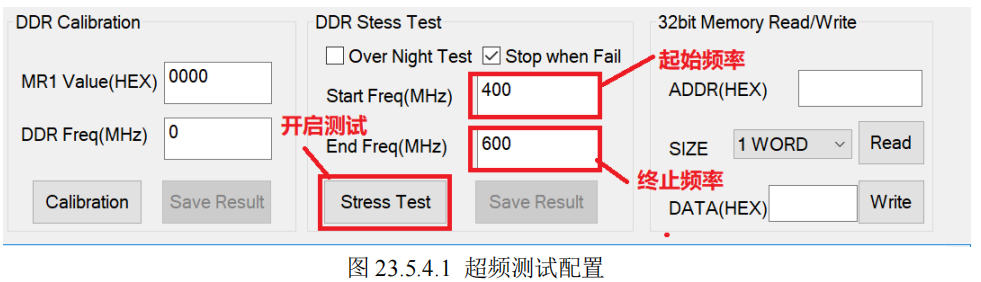 DDR Calibration
MR1 Value(HEX) 0000
DDR Freq(MHz) 0
Calibration Save Result
DDR Stess Test
Over Night Test Stop when Fail
Start Freq(MHz) 400
End Freq(MHz) 600
Stress Test Save Result
起始频率
开启测试
终止频率
32bit Memory Read/Write
ADDR(HEX)
SIZE 1 WORD Read
DATA(HEX) Write
图 23.5.4.1 超频测试配置